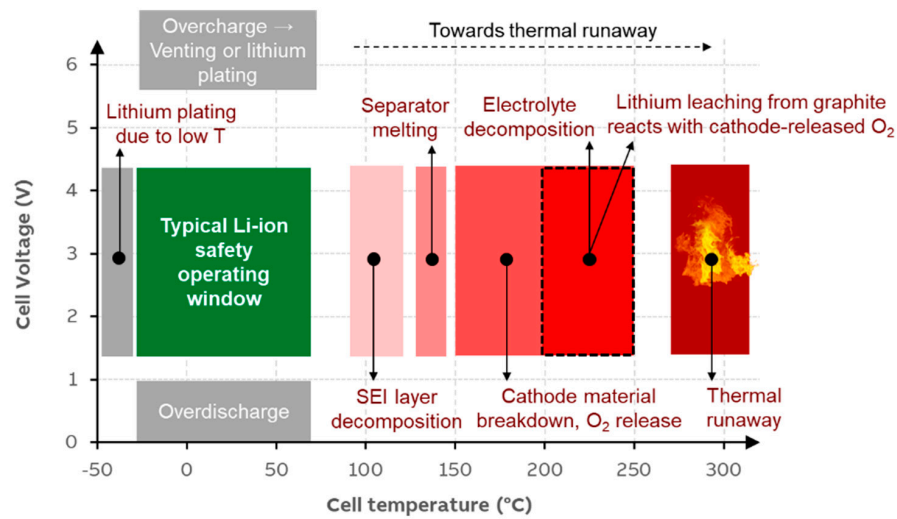 Overcharge →
Venting or lithium
plating
Towards thermal runaway
Lithium plating
due to low T
Separator
melting
Electrolyte
decomposition
Lithium leaching from graphite
reacts with cathode-released O₂
Typical Li-ion
safety
operating
window
SEI layer
decomposition
Cathode material
breakdown, O₂ release
Thermal
runaway
Overdischarge
Cell Voltage (V)
6
5
4
3
2
1
0
-50
0
50
100
150
200
250
300
Cell temperature (ºC)